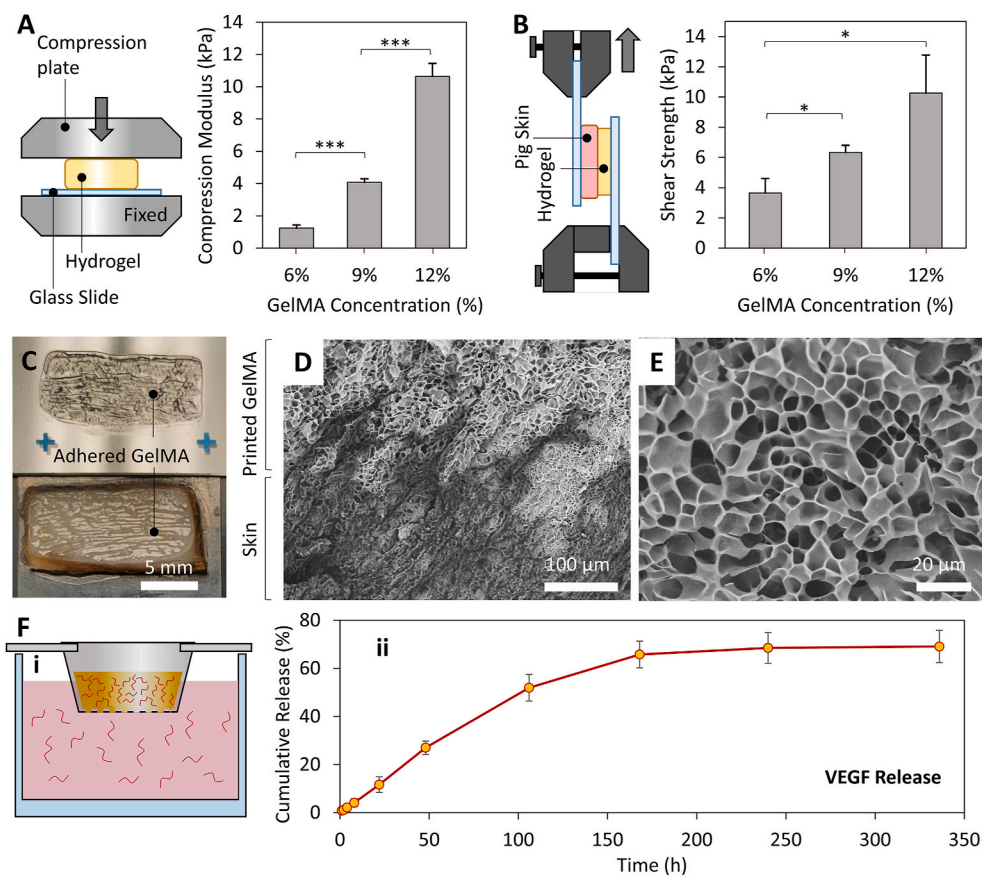 A
Compression
plate
Fixed
Hydrogel
Glass Slide
Compression Modulus (kPa)
14
12
10
8
6
4
2
0
***
***
6%
9%
12%
GelMA Concentration (%)
B
Pig Skin
Hydrogel
Shear Strength (kPa)
14
12
10
8
6
4
2
0
*
*
6%
9%
12%
GelMA Concentration (%)
C
Adhered GelMA
5 mm
Printed GelMA
Skin
D
100 µm
E
20 µm
F
i
ii
Cumulative Release (%)
80
60
40
20
0
VEGF Release
0
50
100
150
200
250
300
350
Time (h)